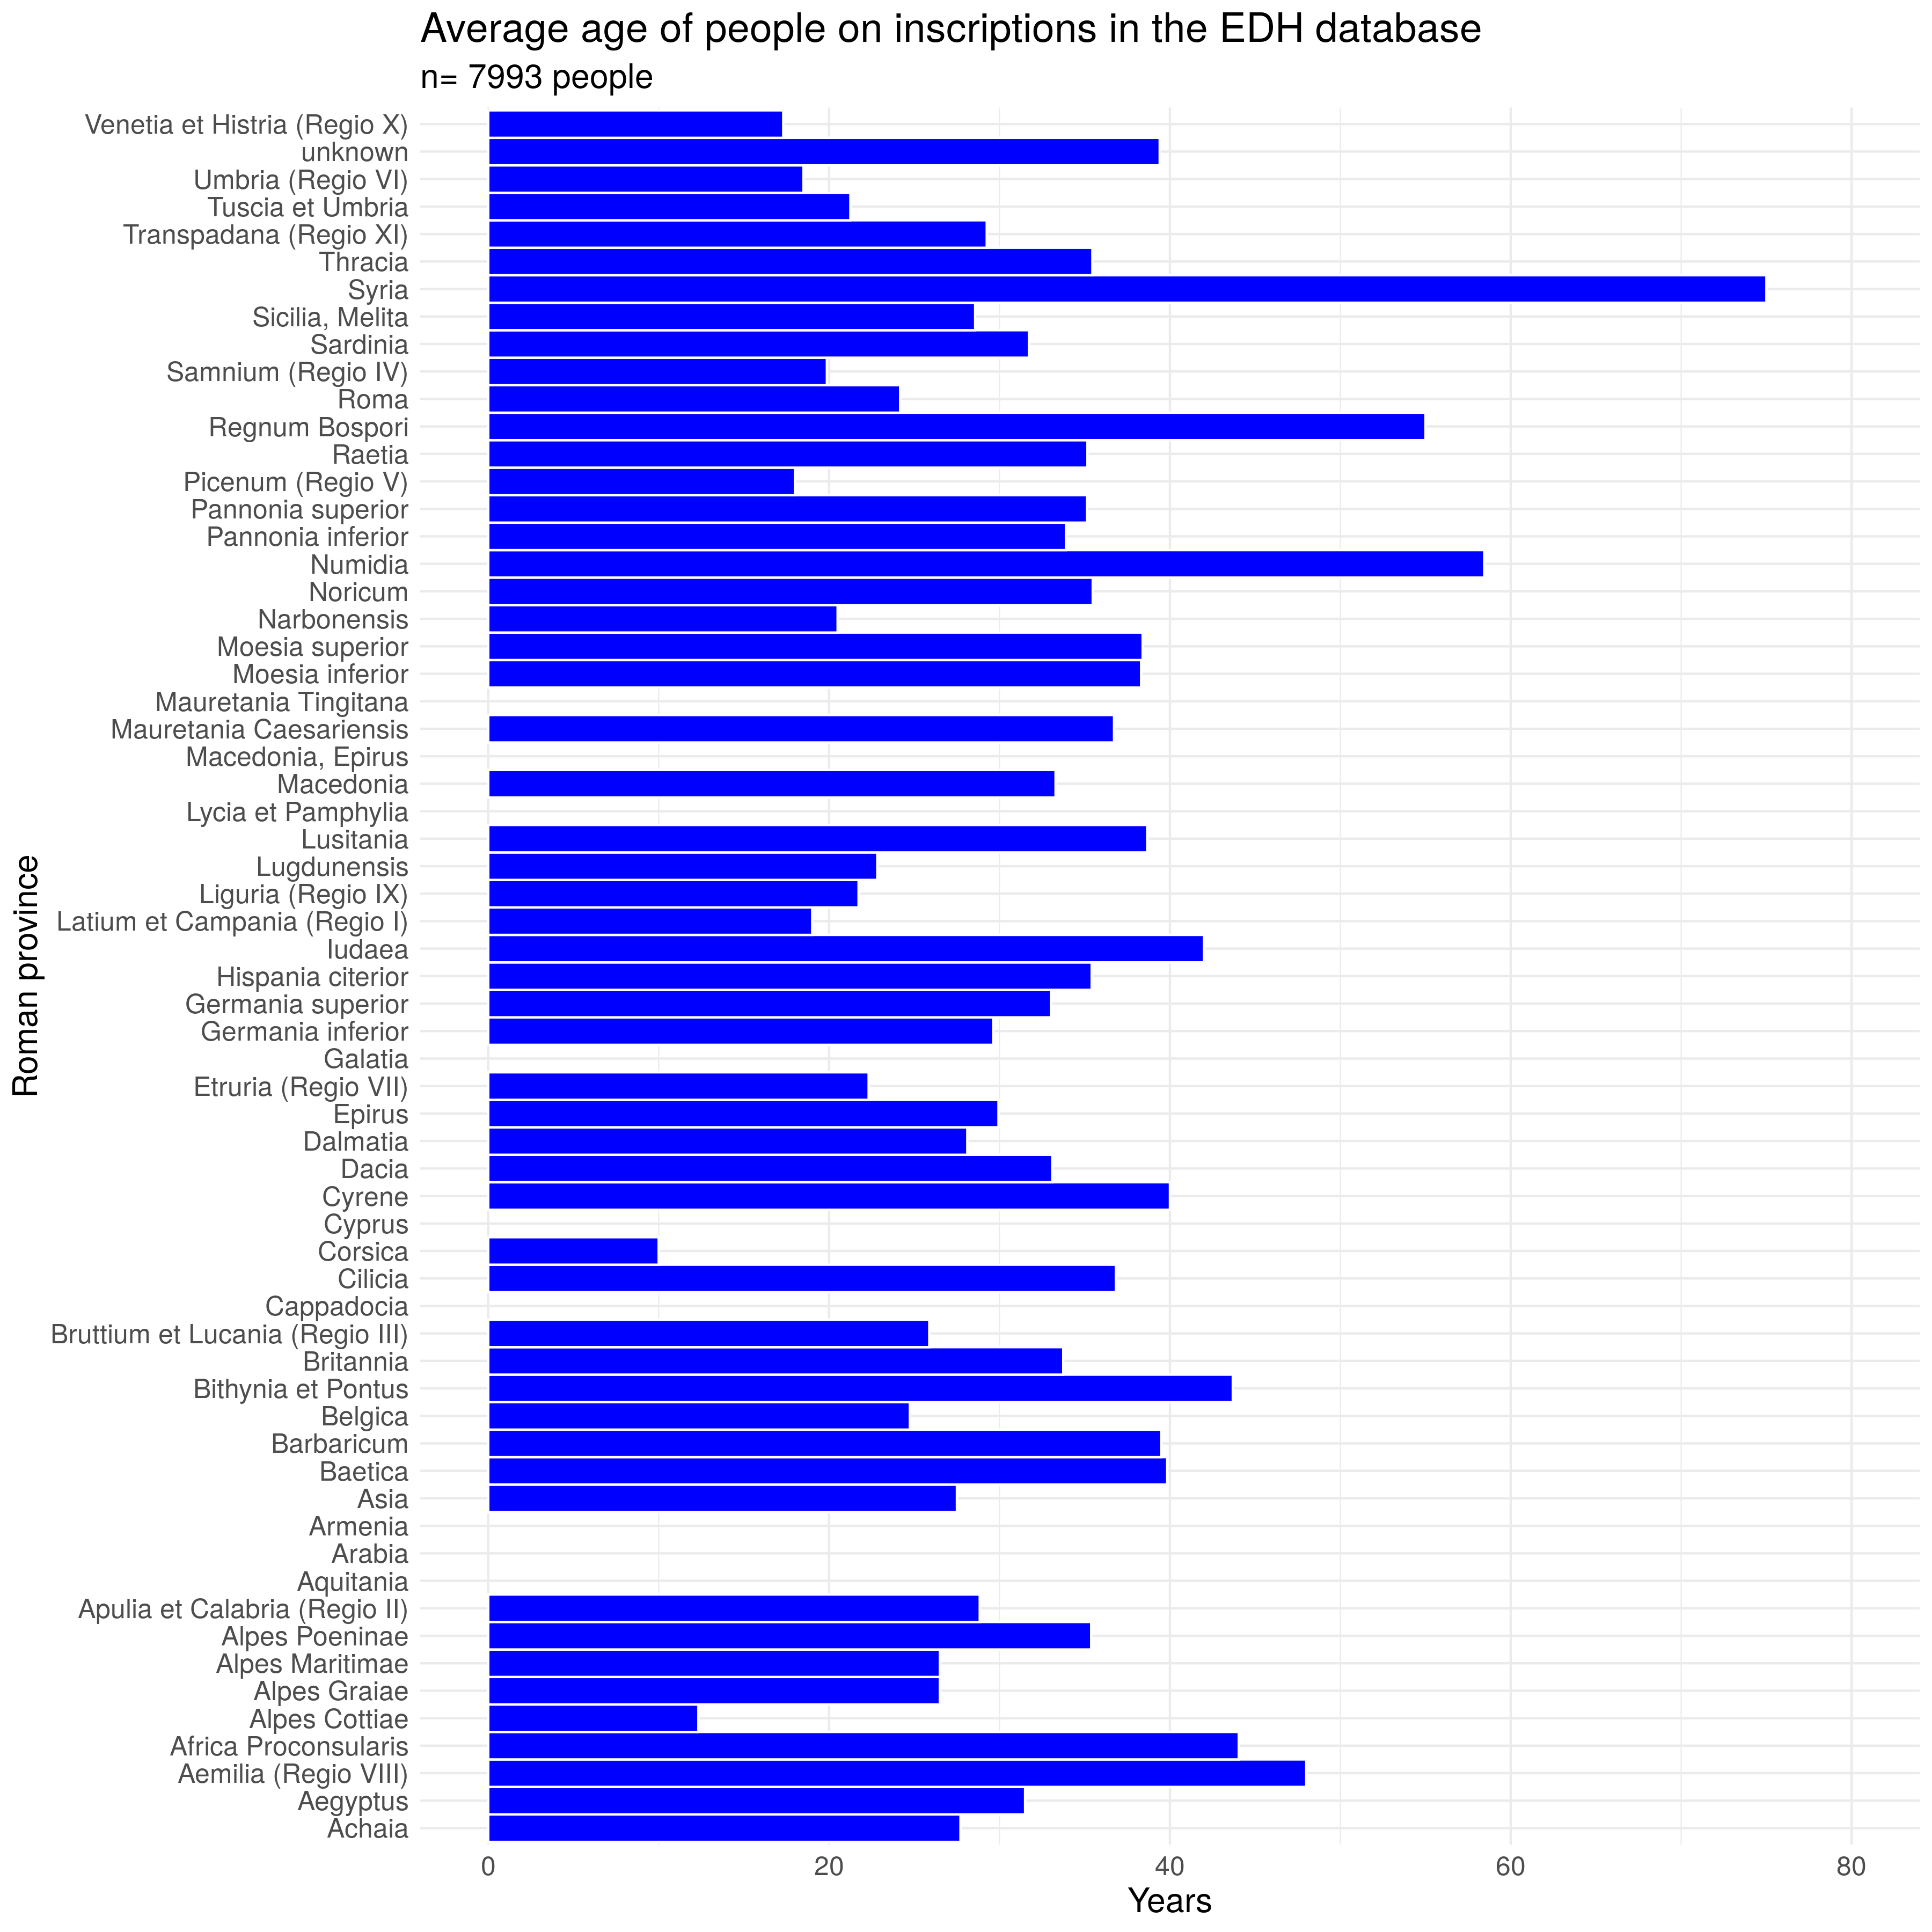 Average age of people on inscriptions in the EDH database
n= 7993 people
Venetia et Histria (Regio X)
unknown
Umbria (Regio VI)
Tuscia et Umbria
Transpadana (Regio XI)
Thracia
Syria
Sicilia, Melita
Sardinia
Samnium (Regio IV)
Roma
Regnum Bospori
Raetia
Picenum (Regio V)
Pannonia superior
Pannonia inferior
Numidia
Noricum
Narbonensis
Moesia superior
Moesia inferior
Mauretania Tingitana
Mauretania Caesariensis
Macedonia, Epirus
Macedonia
Lycia et Pamphylia
Lusitania
Lugdunensis
Liguria (Regio IX)
Latium et Campania (Regio I)
Iudaea
Hispania citerior
Germania superior
Germania inferior
Galatia
Etruria (Regio VII)
Epirus
Dalmatia
Dacia
Cyrene
Cyprus
Corsica
Cilicia
Cappadocia
Bruttium et Lucania (Regio III)
Britannia
Bithynia et Pontus
Belgica
Barbaricum
Baetica
Asia
Armenia
Arabia
Aquitania
Apulia et Calabria (Regio II)
Alpes Poeninae
Alpes Maritimae
Alpes Graiae
Alpes Cottiae
Africa Proconsularis
Aemilia (Regio VIII)
Aegyptus
Achaia
Roman province
0 20 40 60 80
Years